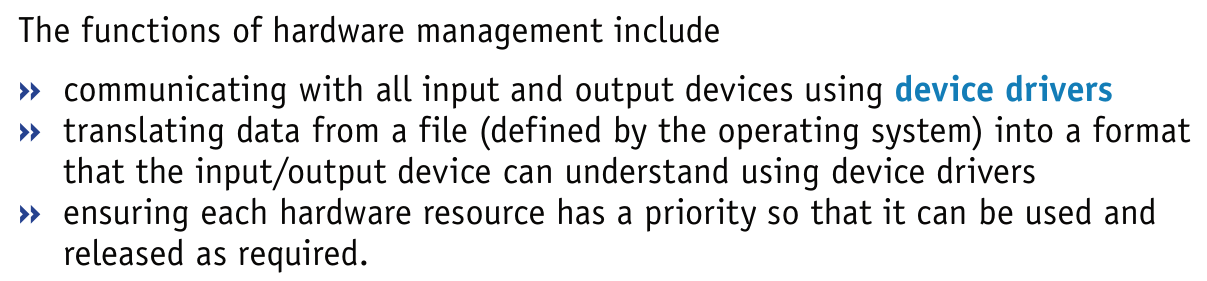 The functions of hardware management include
» communicating with all input and output devices using device drivers
» translating data from a file (defined by the operating system) into a format
that the input/output device can understand using device drivers
» ensuring each hardware resource has a priority so that it can be used and
released as required.